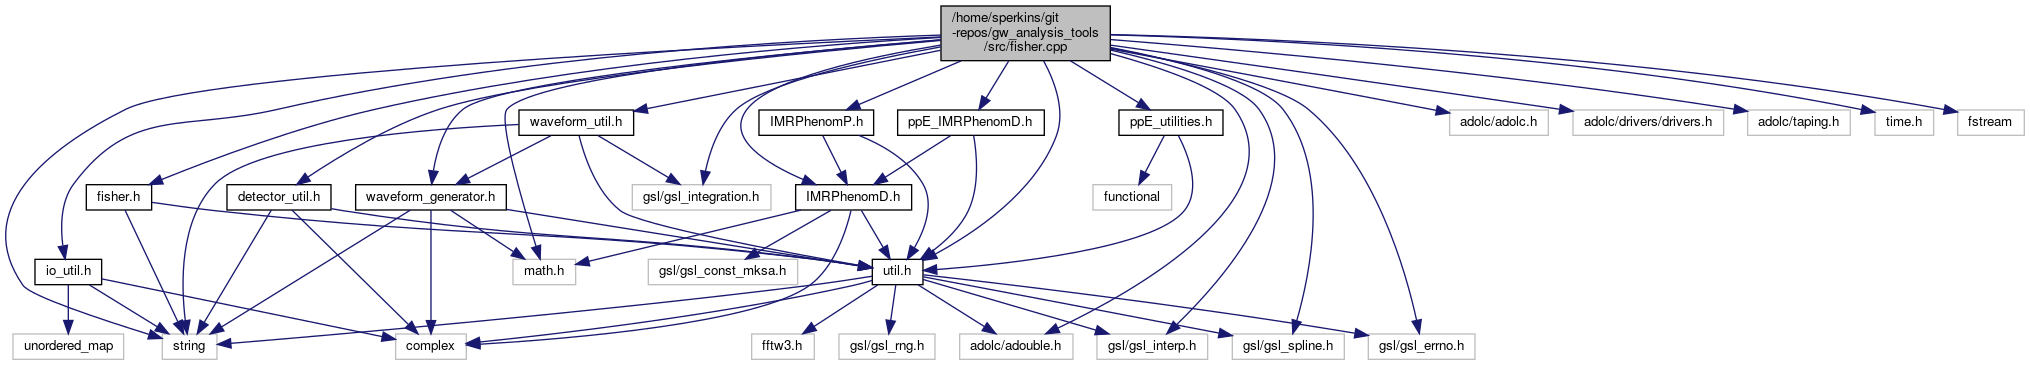 /home/sperkins/git
-repos/gw_analysis_tools
/src/fisher.cpp
waveform_util.h
IMRPhenomP.h
ppE_IMRPhenomD.h
ppE_utilities.h
adolc/adolc.h
adolc/drivers/drivers.h
adolc/taping.h
time.h
fstream
fisher.h
detector_util.h
waveform_generator.h
gsl/gsl_integration.h
IMRPhenomD.h
functional
io_util.h
math.h
gsl/gsl_const_mksa.h
util.h
unordered_map
string
complex
fftw3.h
gsl/gsl_rng.h
adolc/adouble.h
gsl/gsl_interp.h
gsl/gsl_spline.h
gsl/gsl_errno.h